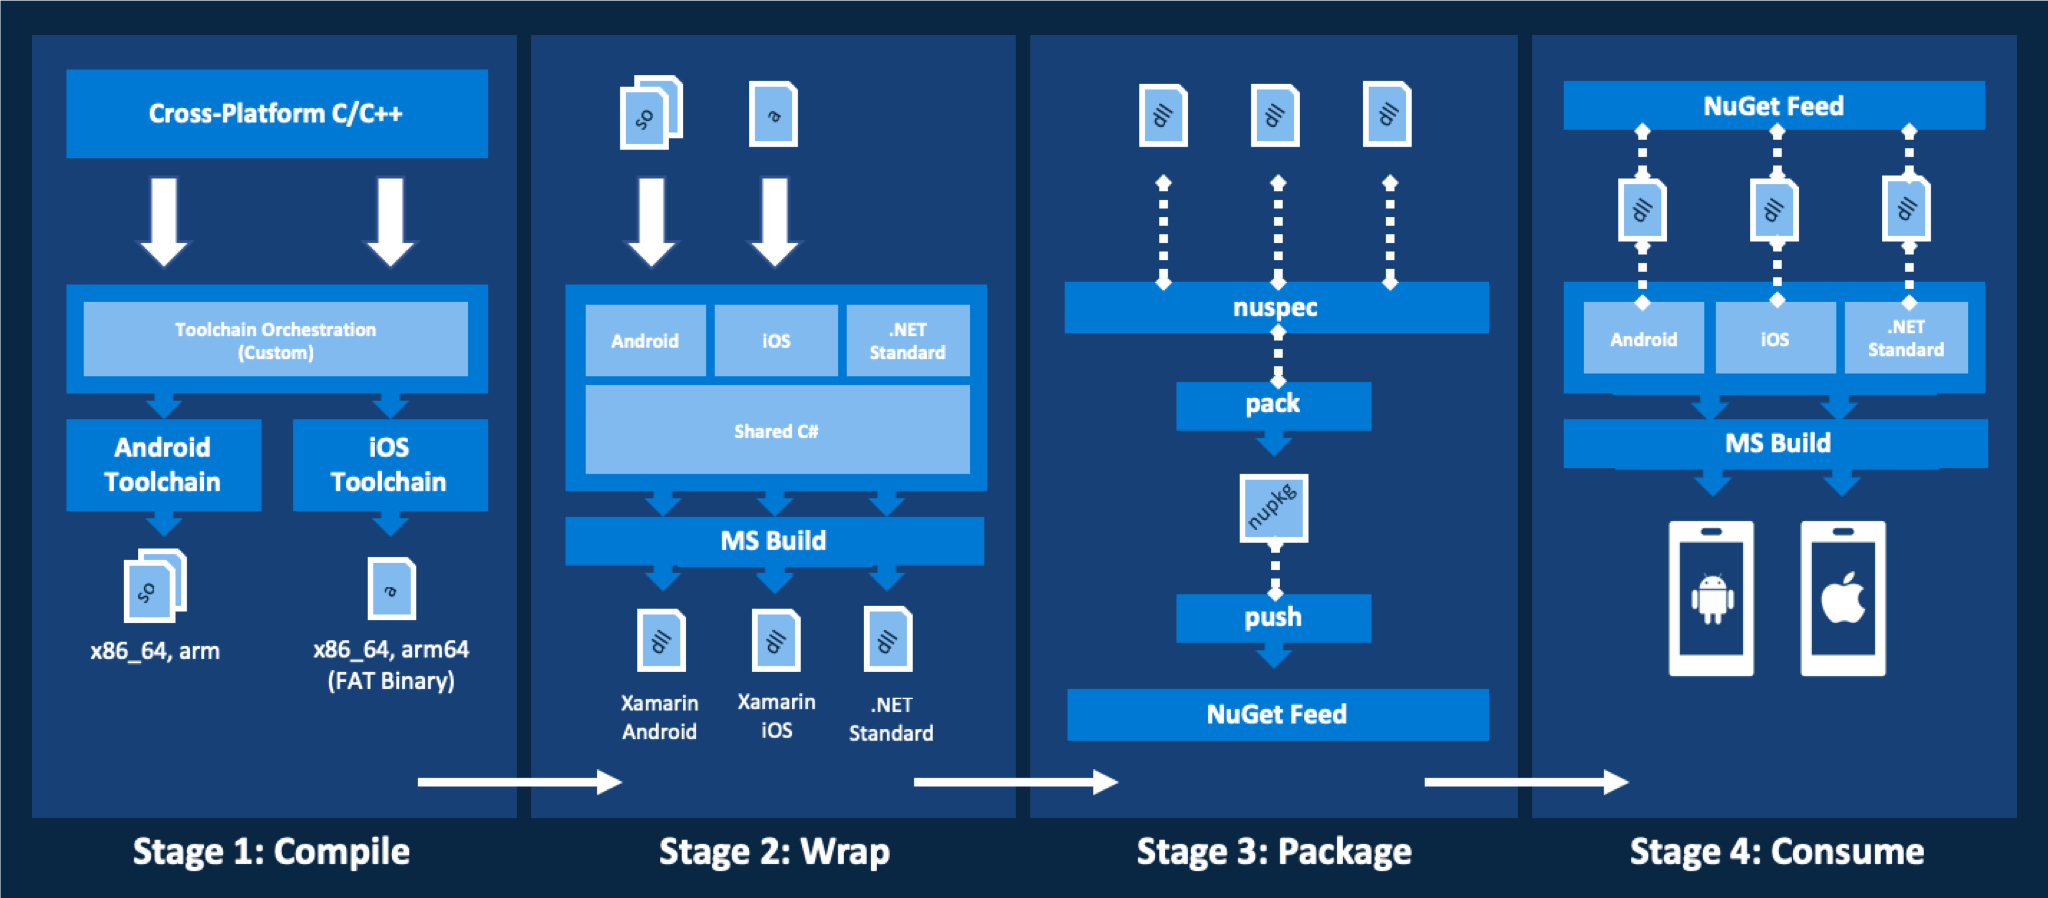 Cross-Platform C/C++
Toolchain Orchestration
(Custom)
Android
Toolchain
iOS
Toolchain
so
a
x86_64, arm
x86_64, arm64
(FAT Binary)
Stage 1: Compile
so
a
Android
iOS
.NET
Standard
Shared C#
MS Build
dll
dll
dll
Xamarin
Android
Xamarin
iOS
.NET
Standard
Stage 2: Wrap
dll
dll
dll
nuspec
pack
nupkg
push
NuGet Feed
Stage 3: Package
NuGet Feed
dll
dll
dll
Android
iOS
.NET
Standard
MS Build
Stage 4: Consume